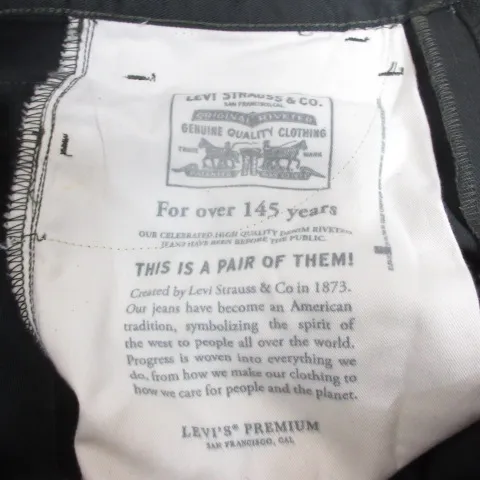 LEVI STRAUSS & CO.
SAN FRANCISCO, CAL.
ORIGINAL RIVETED
GENUINE QUALITY CLOTHING
TRADE MARK
For over 145 years
OUR CELEBRATED HIGH QUALITY DENIM RIVETED
JEANS HAVE BEEN BEFORE THE PUBLIC.
THIS IS A PAIR OF THEM!
Created by Levi Strauss & Co in 1873.
Our jeans have become an American
tradition, symbolizing the spirit of
the west to people all over the world.
Progress is woven into everything we
do, from how we make our clothing to
how we care for people and the planet.
LEVI'S® PREMIUM
SAN FRANCISCO, CAL